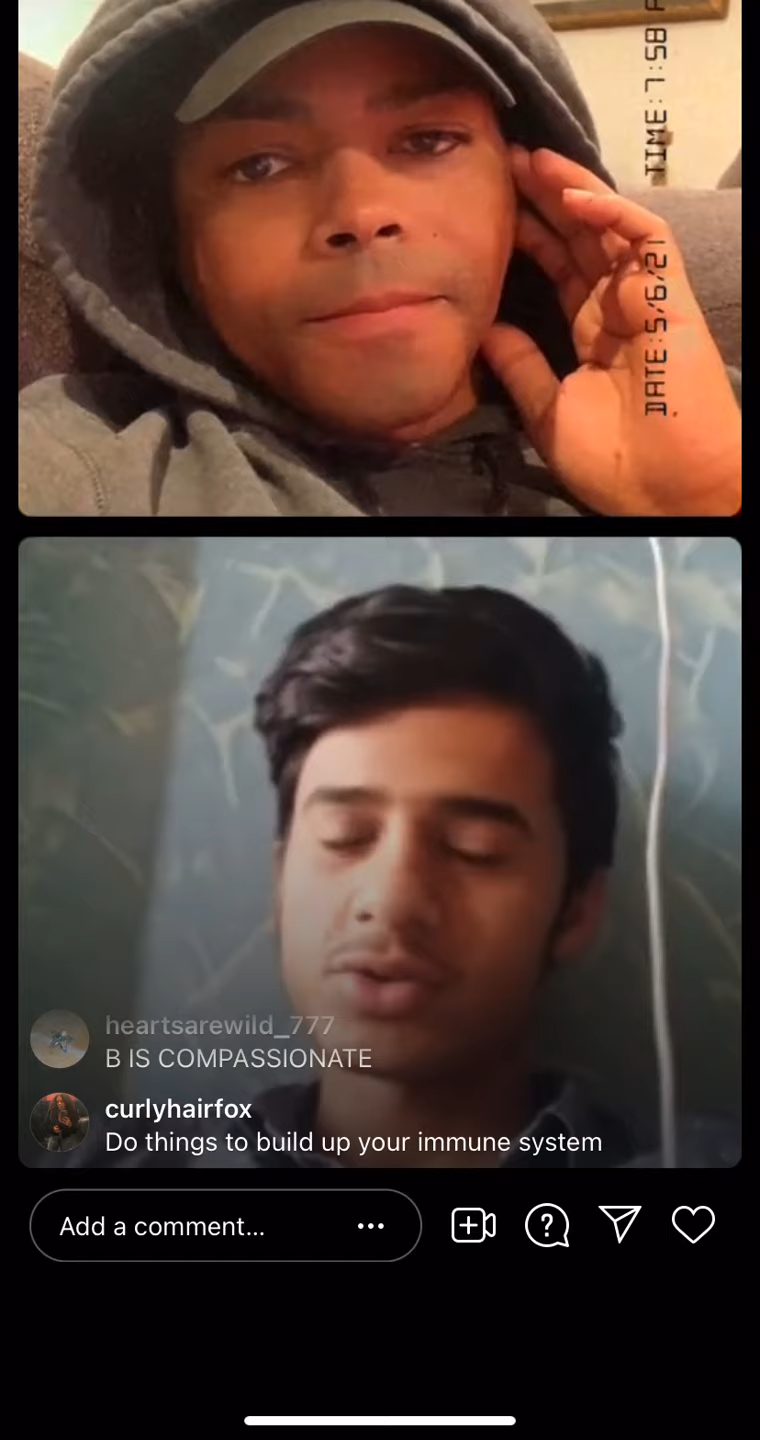 TIME:7:58
DATE:5/6/21
heartsarewild_777
B IS COMPASSIONATE
curlyhairfox
Do things to build up your immune system
Add a comment...